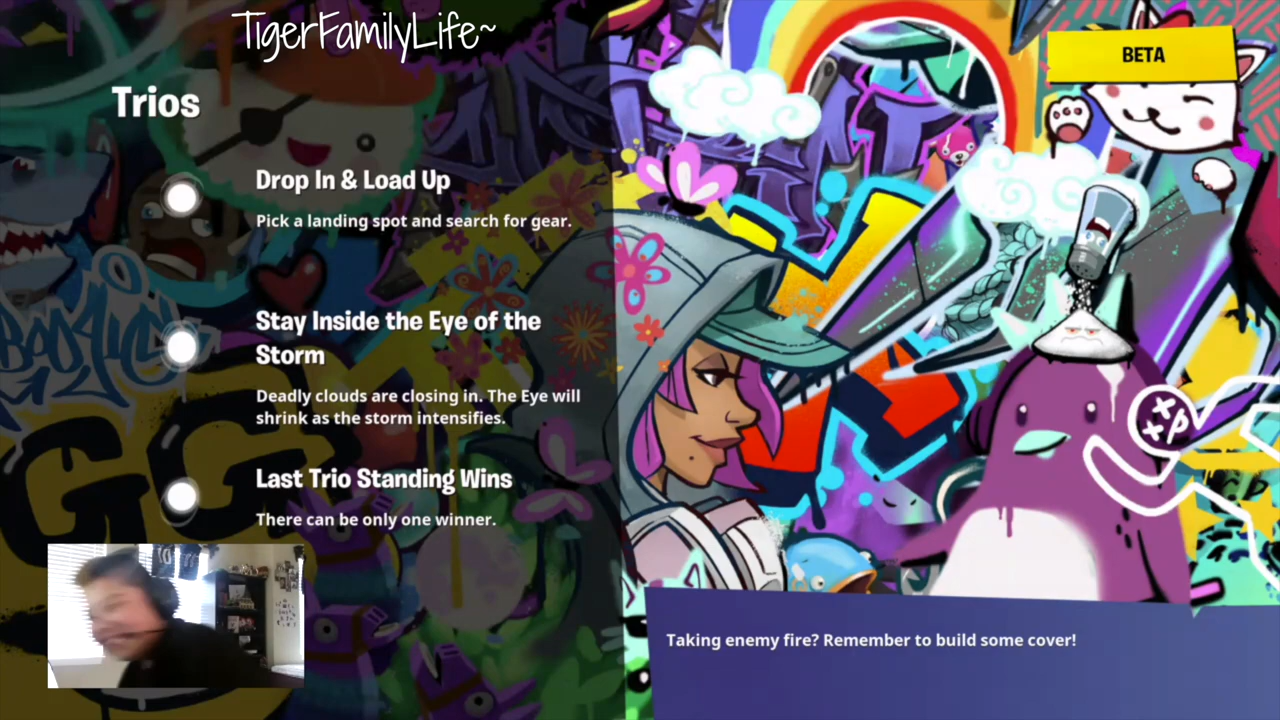 TigerFamilyLife~
BETA
Trios
Drop In & Load Up
Pick a landing spot and search for gear.
Stay Inside the Eye of the
Storm
Deadly clouds are closing in. The Eye will
shrink as the storm intensifies.
Last Trio Standing Wins
There can be only one winner.
GG
XP
Taking enemy fire? Remember to build some cover!